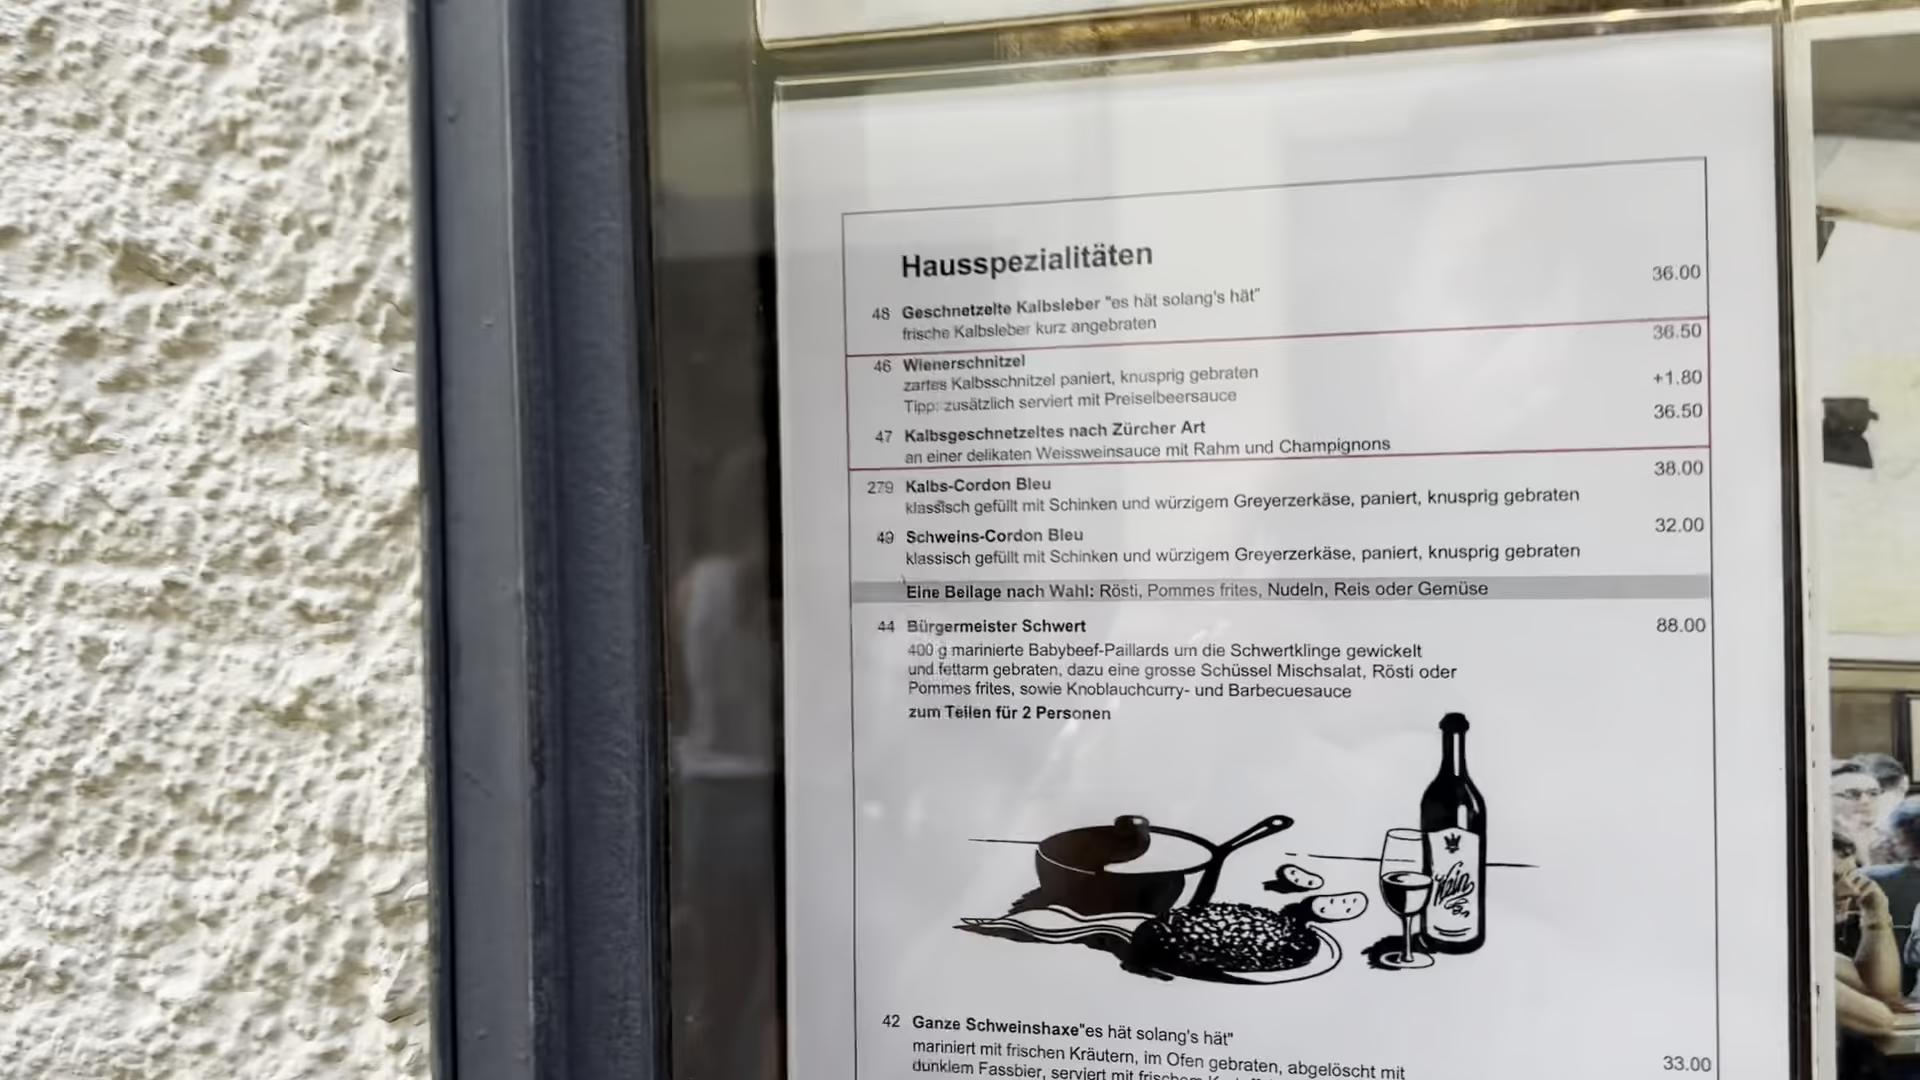 Hausspezialitäten
36.00
48 Geschnetzelte Kalbsleber "es hät solang's hät"
frische Kalbsleber kurz angebraten
36.50
46 Wienerschnitzel
zartes Kalbsschnitzel paniert, knusprig gebraten
+1.80
Tipp: zusätzlich serviert mit Preiselbeersauce
36.50
47 Kalbsgeschnetzeltes nach Zürcher Art
an einer delikaten Weissweinsauce mit Rahm und Champignons
38.00
279 Kalbs-Cordon Bleu
klassisch gefüllt mit Schinken und würzigem Greyerzerkäse, paniert, knusprig gebraten
32.00
49 Schweins-Cordon Bleu
klassisch gefüllt mit Schinken und würzigem Greyerzerkäse, paniert, knusprig gebraten
Eine Beilage nach Wahl: Rösti, Pommes frites, Nudeln, Reis oder Gemüse
44 Bürgermeister Schwert 88.00
400 g marinierte Babybeef-Paillards um die Schwertklinge gewickelt
und fettarm gebraten, dazu eine grosse Schüssel Mischsalat, Rösti oder
Pommes frites, sowie Knoblauchcurry- und Barbecuesauce
zum Teilen für 2 Personen
Wein
42 Ganze Schweinshaxe"es hät solang's hät"
mariniert mit frischen Kräutern, im Ofen gebraten, abgelöscht mit
dunklem Fassbier, serviert mit frischem 33.00